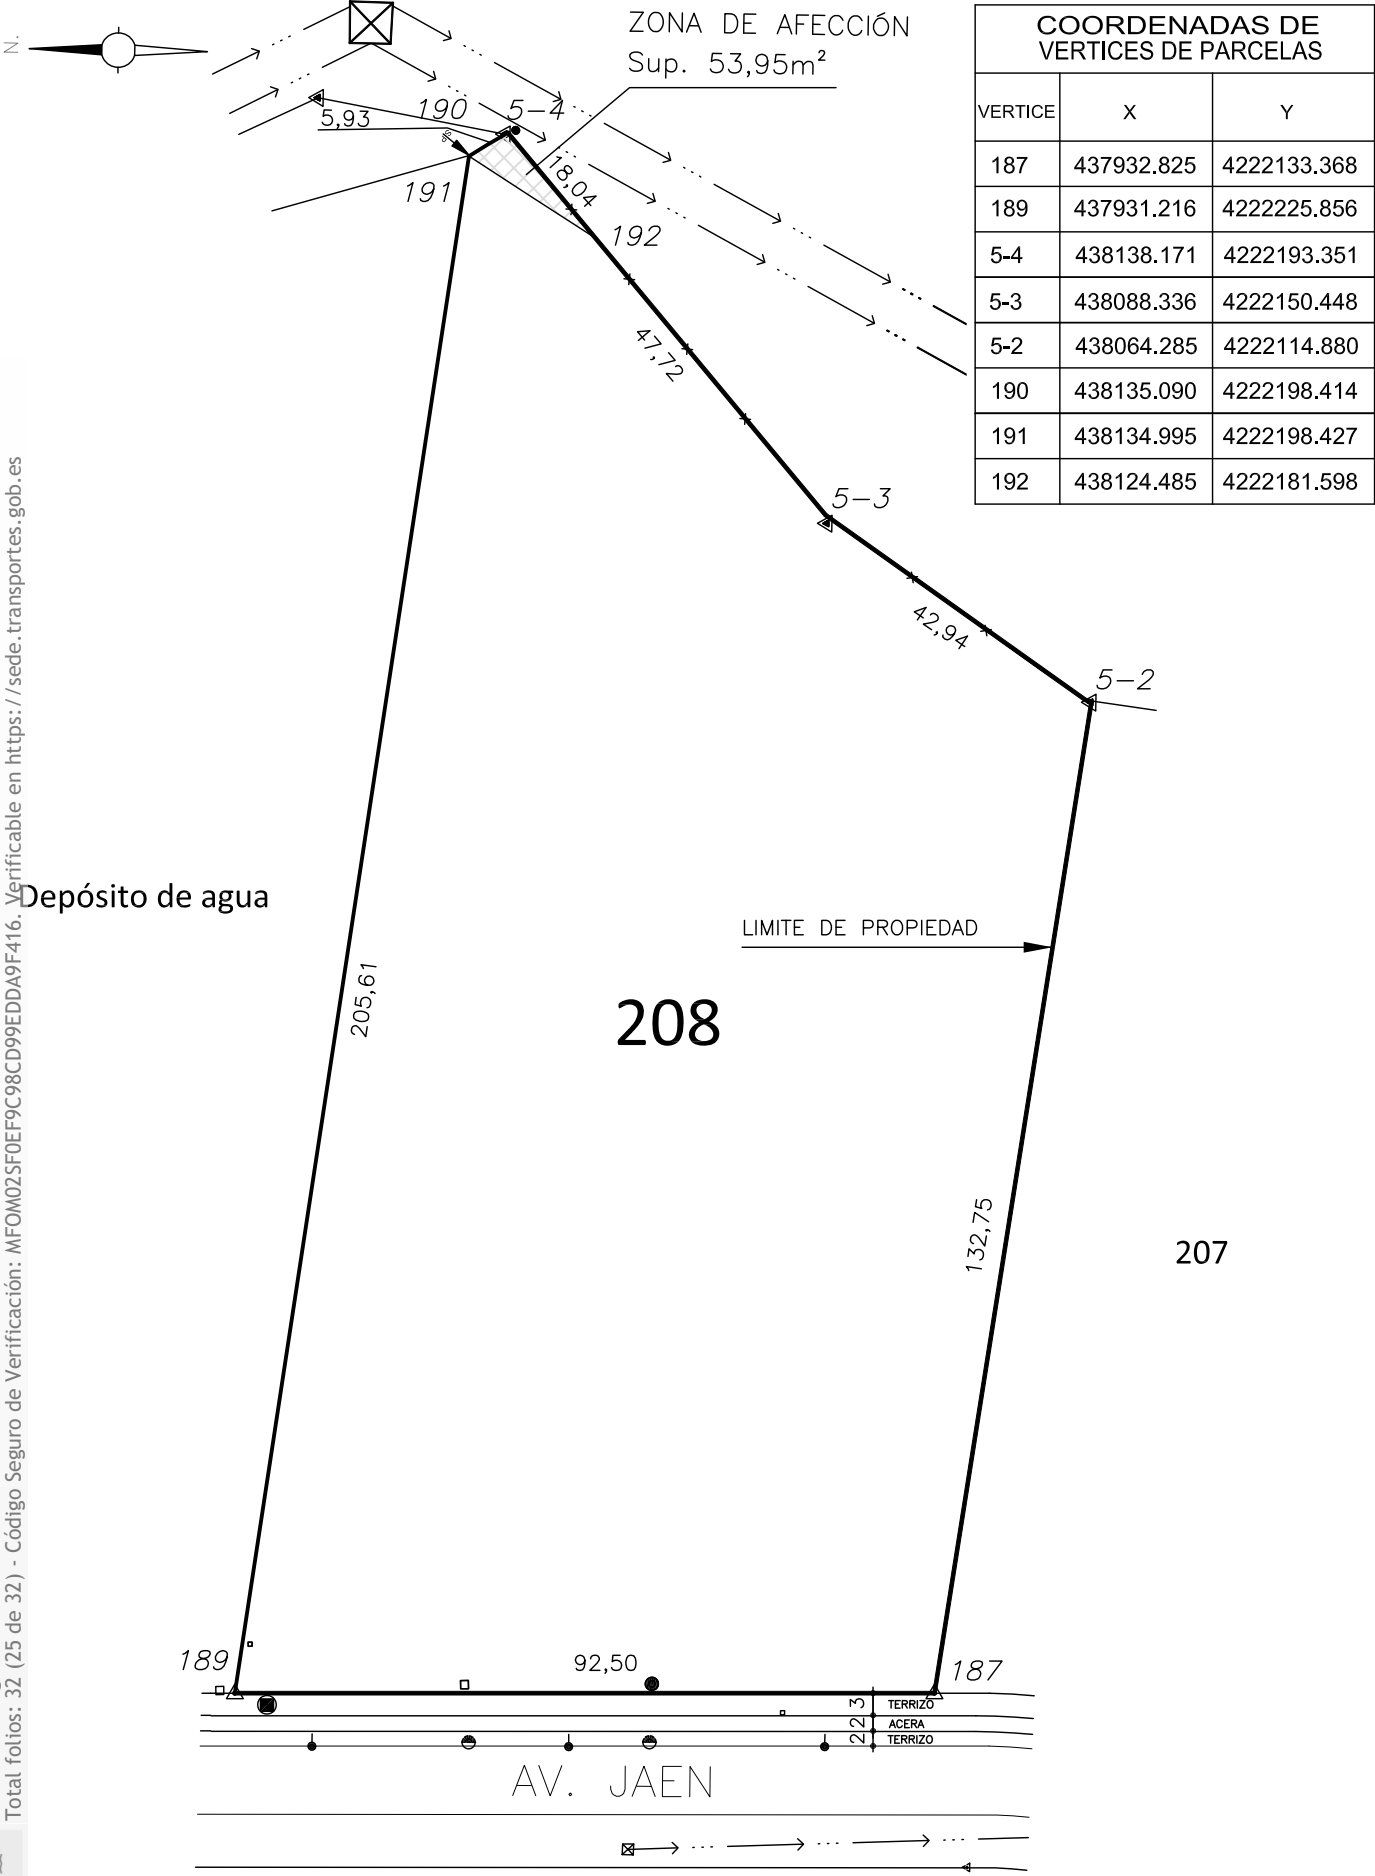 N.
ZONA DE AFECCIÓN
Sup. 53,95m²
COORDENADAS DE
VERTICES DE PARCELAS
VERTICE X Y
187 437932.825 4222133.368
189 437931.216 4222225.856
5-4 438138.171 4222193.351
5-3 438088.336 4222150.448
5-2 438064.285 4222114.880
190 438135.090 4222198.414
191 438134.995 4222198.427
192 438124.485 4222181.598
190
5-4
5,93
191
18,04
192
47,72
5-3
42,94
5-2
Depósito de agua
LIMITE DE PROPIEDAD
205,61
208
132,75
207
189
92,50
187
3
TERRIZO
2
ACERA
2
TERRIZO
AV. JAEN
Total folios: 32 (25 de 32) - Código Seguro de Verificación: MFOM02SF0EF9C98CD99EDDA9F416. Verificable en https://sede.transportes.gob.es